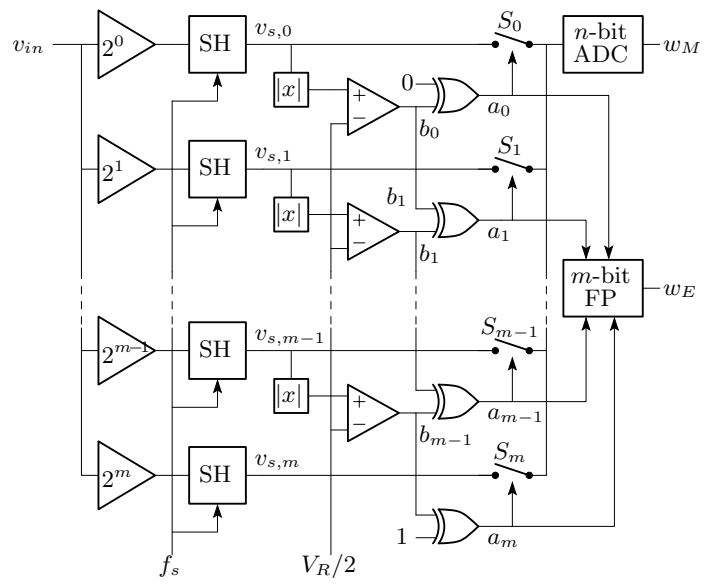 v_in
2^0
SH
v_{s,0}
S_0
n-bit
ADC
w_M
|x|
+
−
0
a_0
b_0
2^1
SH
v_{s,1}
S_1
|x|
+
−
b_1
a_1
b_1
m-bit
FP
w_E
2^{m−1}
SH
v_{s,m−1}
S_{m−1}
|x|
+
−
a_{m−1}
b_{m−1}
2^m
SH
v_{s,m}
S_m
1
a_m
f_s
V_R/2